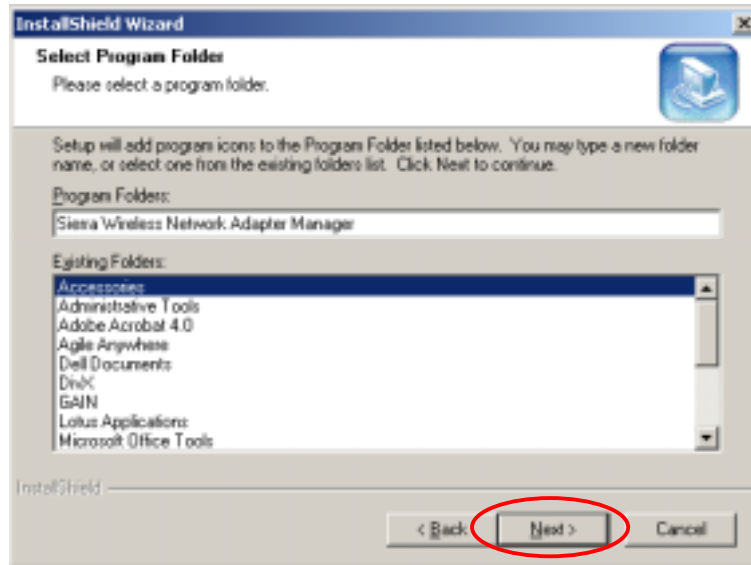 InstallShield Wizard
Select Program Folder
Please select a program folder.
Setup will add program icons to the Program Folder listed below. You may type a new folder
name, or select one from the existing folders list. Click Next to continue.
Program Folders:
Sierra Wireless Network Adapter Manager
Existing Folders:
Accessories
Administrative Tools
Adobe Acrobat 4.0
Agile Anywhere
Dell Documents
DivX
GAIN
Lotus Applications
Microsoft Office Tools
InstallShield
< Back
Next >
Cancel